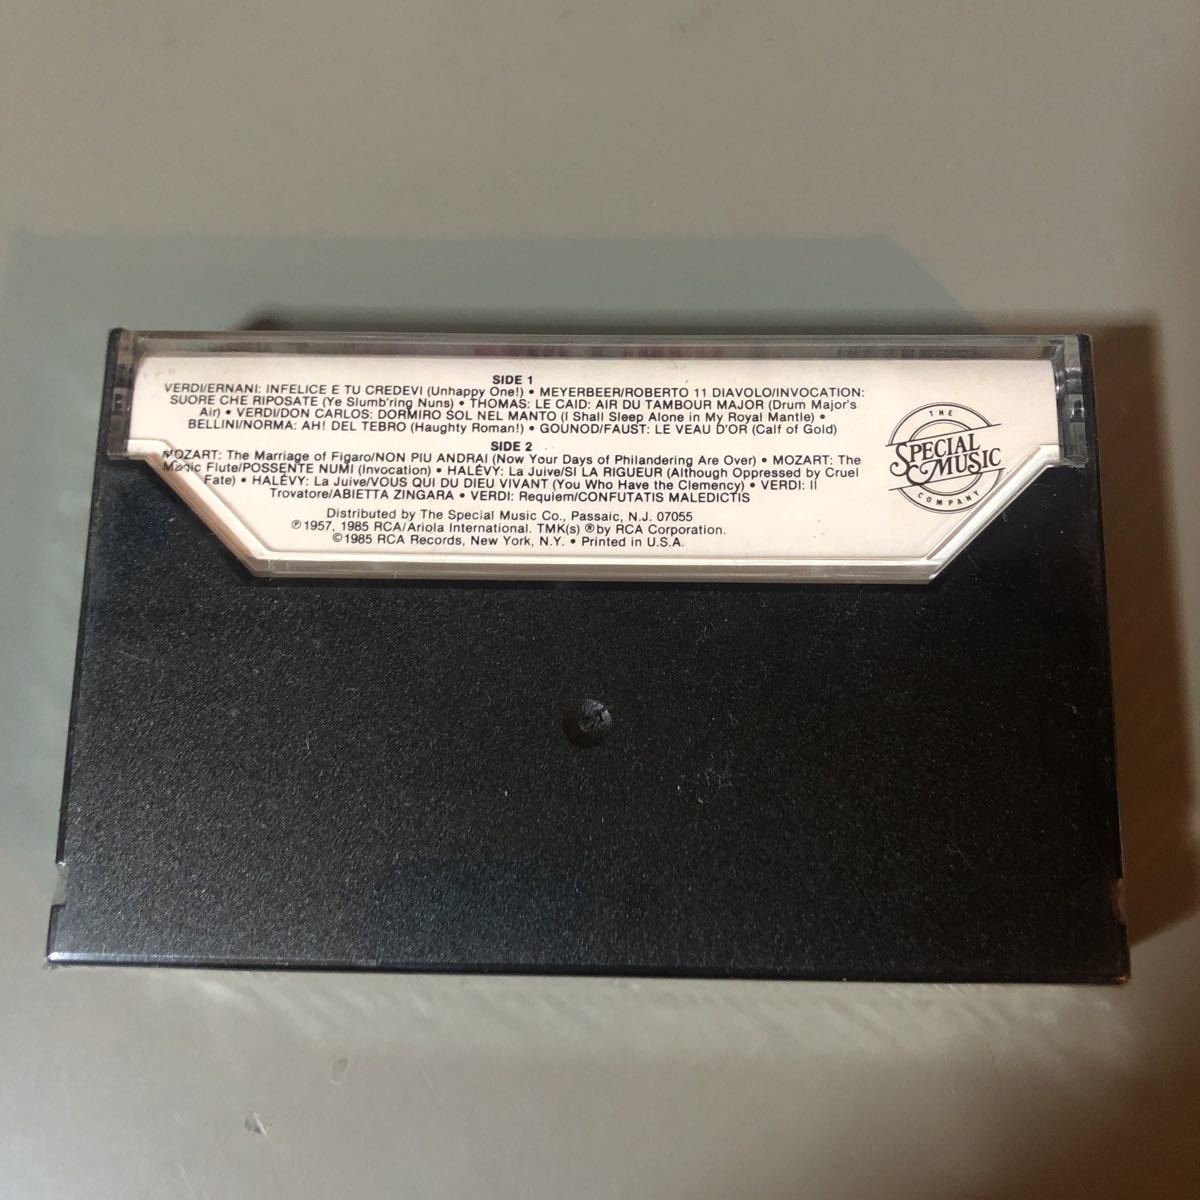 SIDE 1
VERDI/ERNANI: INFELICE E TU CREDEVI (Unhappy One!) • MEYERBEER/ROBERTO 11 DIAVOLO/INVOCATION:
SUORE CHE RIPOSATE (Ye Slumb'ring Nuns) • THOMAS: LE CAID: AIR DU TAMBOUR MAJOR (Drum Major's
Air) • VERDI/DON CARLOS: DORMIRO SOL NEL MANTO (I Shall Sleep Alone in My Royal Mantle) •
BELLINI/NORMA: AH! DEL TEBRO (Haughty Roman!) • GOUNOD/FAUST: LE VEAU D'OR (Calf of Gold)
SIDE 2
MOZART: The Marriage of Figaro/NON PIU ANDRAI (Now Your Days of Philandering Are Over) • MOZART: The
Magic Flute/POSSENTE NUMI (Invocation) • HALÉVY: La Juive/SI LA RIGUEUR (Although Oppressed by Cruel
Fate) • HALÉVY: La Juive/VOUS QUI DU DIEU VIVANT (You Who Have the Clemency) • VERDI: Il
Trovatore/ABIETTA ZINGARA • VERDI: Requiem/CONFUTATIS MALEDICTIS
Distributed by The Special Music Co., Passaic, N.J. 07055
℗1957, 1985 RCA/Ariola International. TMK(s) ®by RCA Corporation.
©1985 RCA Records, New York, N.Y. • Printed in U.S.A.
THE
SPECIAL
MUSIC
COMPANY